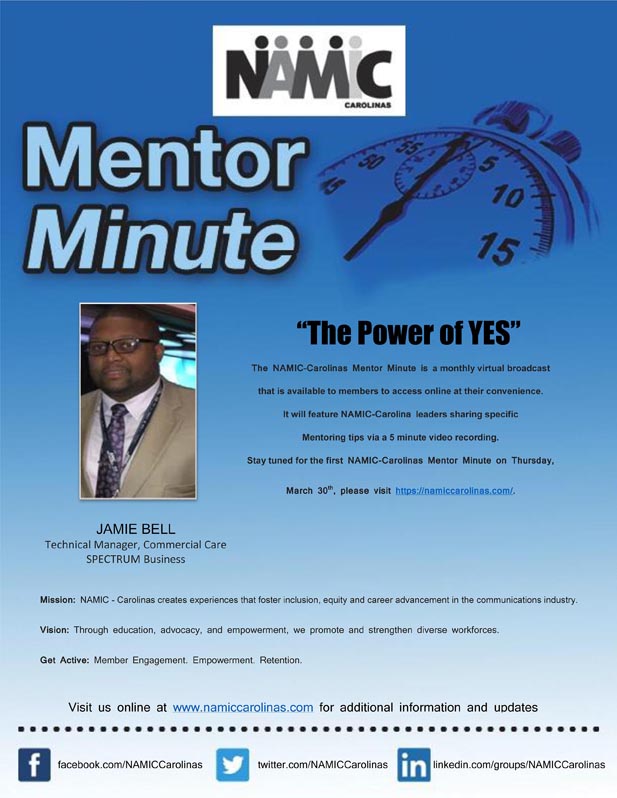 NAMIC
CAROLINAS
Mentor
Minute
45 50 55 5
10
15
“The Power of YES”
The NAMIC-Carolinas Mentor Minute is a monthly virtual broadcast
that is available to members to access online at their convenience.
It will feature NAMIC-Carolina leaders sharing specific
Mentoring tips via a 5 minute video recording.
Stay tuned for the first NAMIC-Carolinas Mentor Minute on Thursday,
March 30th, please visit https://namiccarolinas.com/.
JAMIE BELL
Technical Manager, Commercial Care
SPECTRUM Business
Mission: NAMIC - Carolinas creates experiences that foster inclusion, equity and career advancement in the communications industry.
Vision: Through education, advocacy, and empowerment, we promote and strengthen diverse workforces.
Get Active: Member Engagement. Empowerment. Retention.
Visit us online at www.namiccarolinas.com for additional information and updates
facebook.com/NAMICCarolinas twitter.com/NAMICCarolinas linkedin.com/groups/NAMICCarolinas